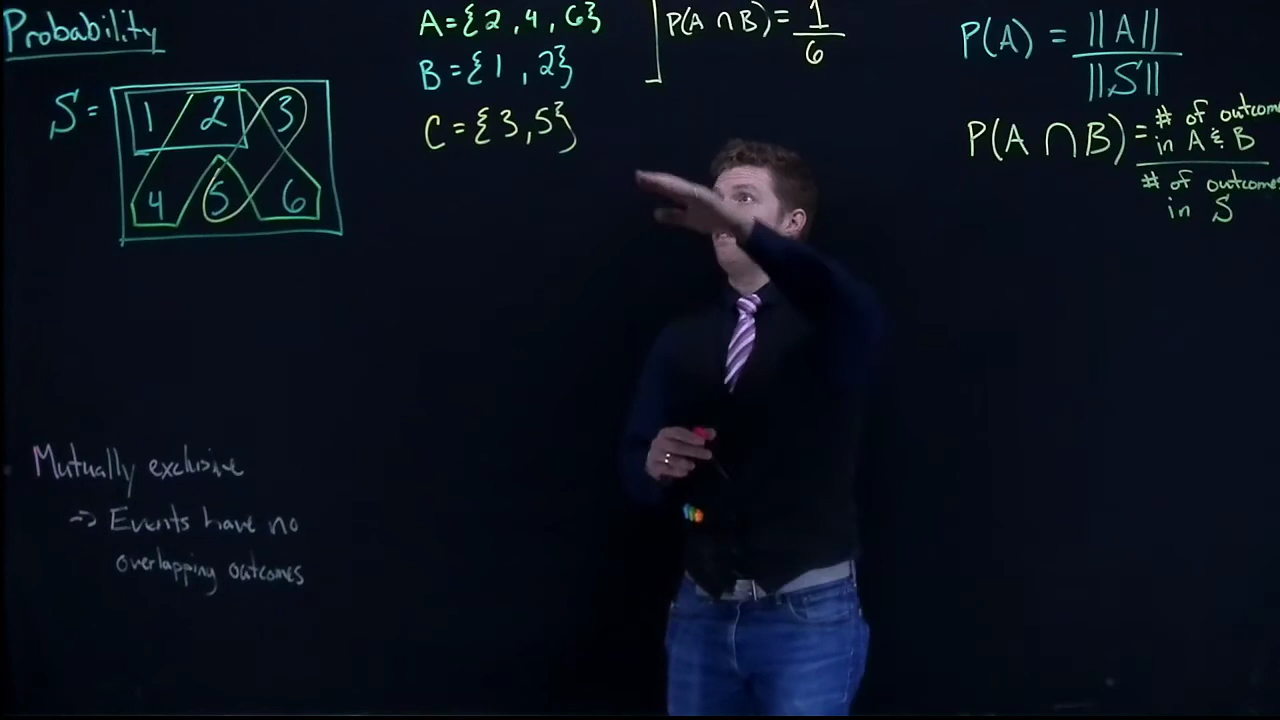 Probability
S = 1 2 3
4 5 6
A={2,4,6}
B={1,2}
C={3,5}
P(A ∩ B)=1/6
P(A) = ||A||/||S||
P(A ∩ B)=
# of outcome
in A & B
# of outcomes
in S
Mutually exclusive
→ Events have no
overlapping outcomes